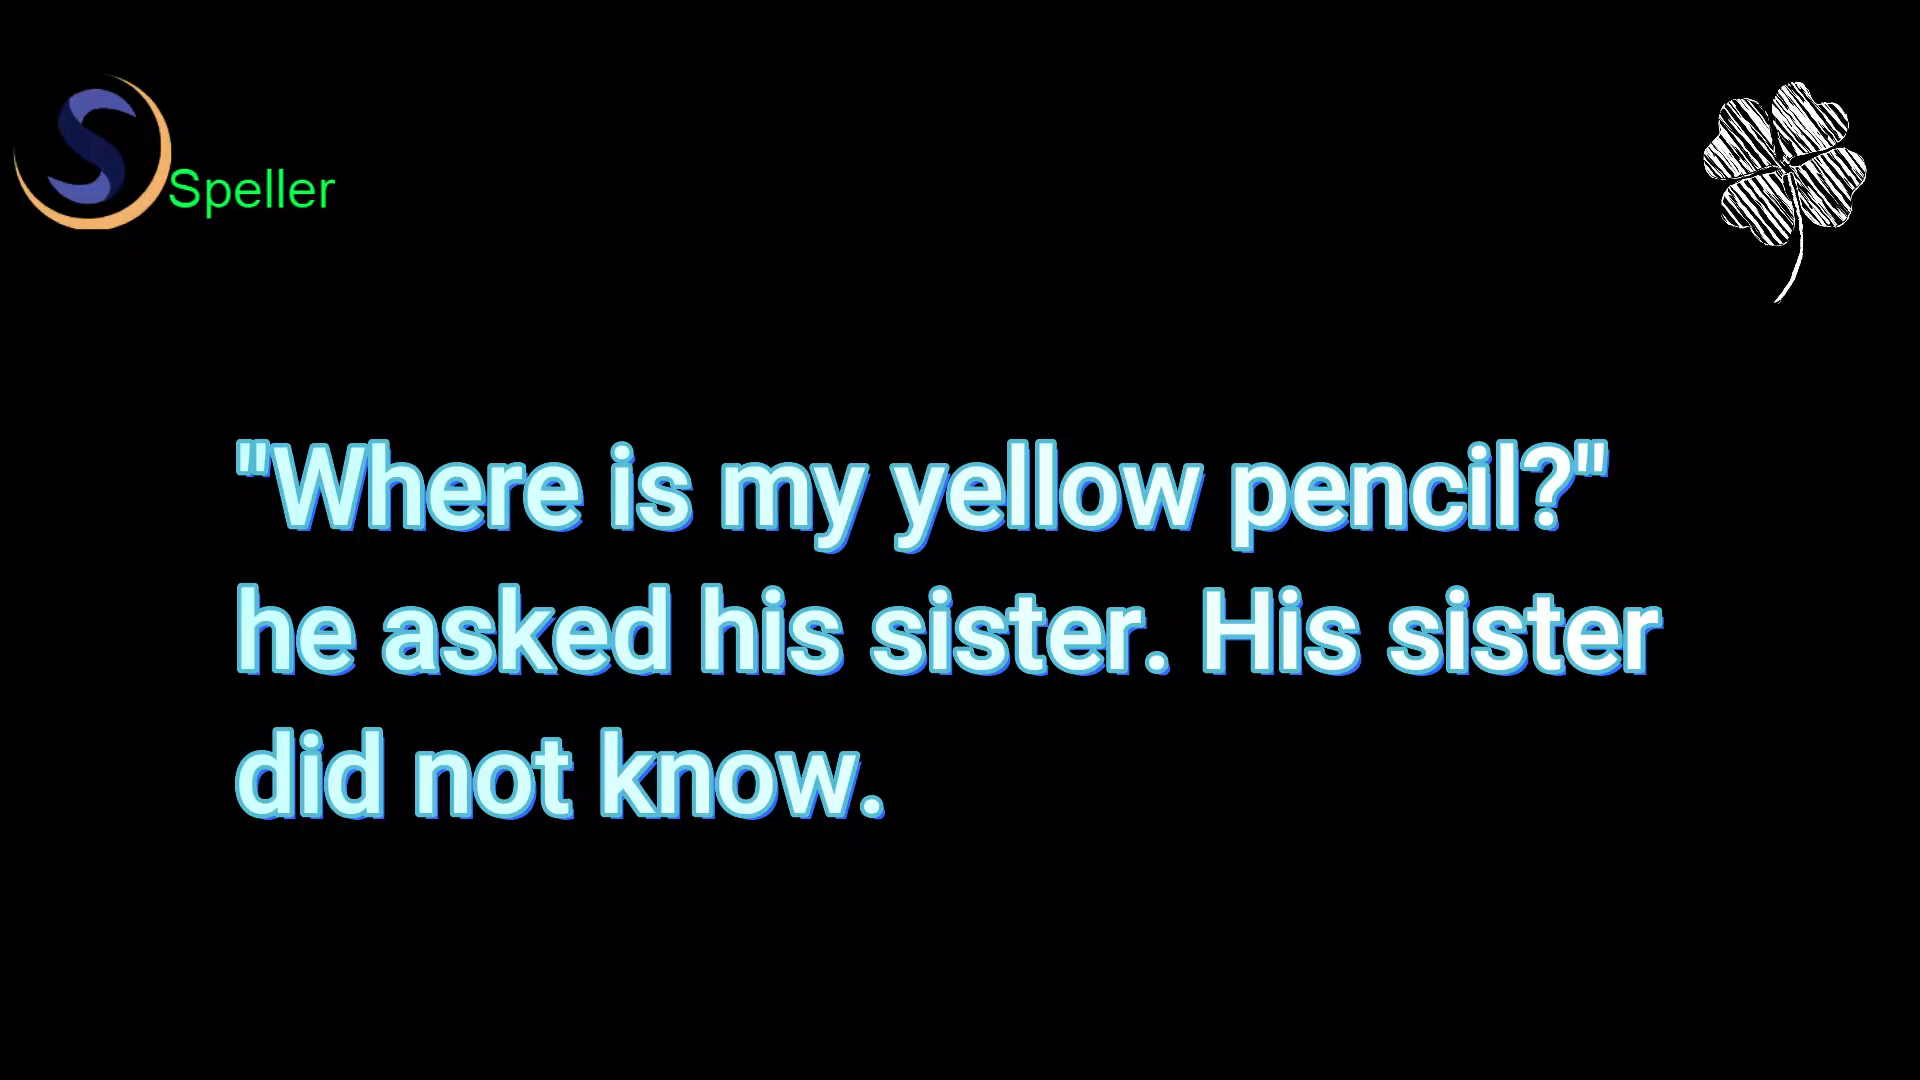 Speller
"Where is my yellow pencil?"
he asked his sister. His sister
did not know.